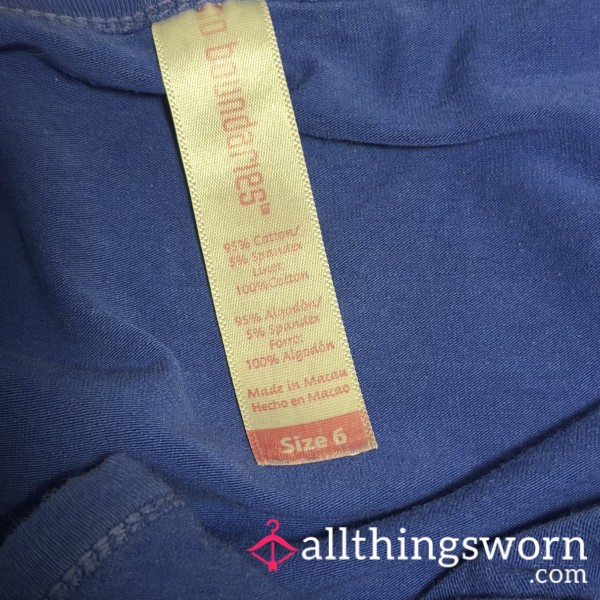 no boundaries
95% Cotton/
5% Spandex
Liner:
100%Cotton
95% Algodón/
5% Spandex
Forro:
100% Algodón
Made in Macau
Hecho en Macao
Size 6
allthingsworn
.com